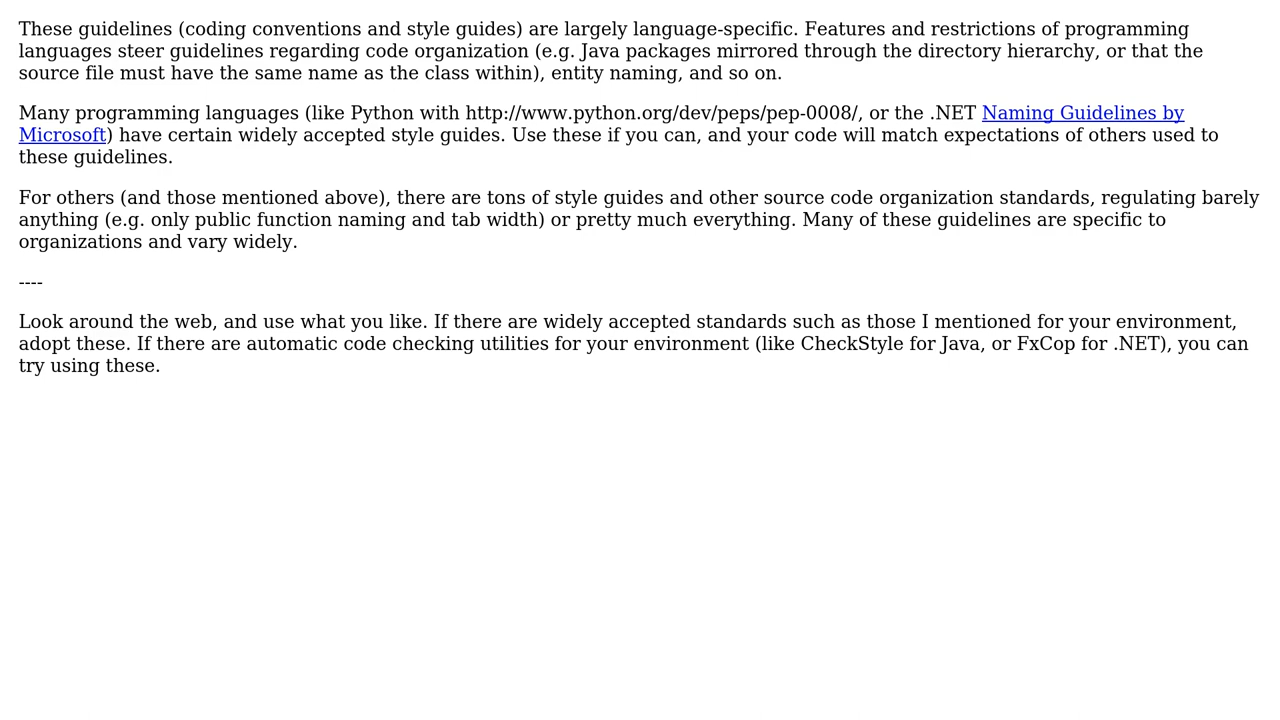 These guidelines (coding conventions and style guides) are largely language-specific. Features and restrictions of programming
languages steer guidelines regarding code organization (e.g. Java packages mirrored through the directory hierarchy, or that the
source file must have the same name as the class within), entity naming, and so on.
Many programming languages (like Python with http://www.python.org/dev/peps/pep-0008/, or the .NET Naming Guidelines by
Microsoft) have certain widely accepted style guides. Use these if you can, and your code will match expectations of others used to
these guidelines.
For others (and those mentioned above), there are tons of style guides and other source code organization standards, regulating barely
anything (e.g. only public function naming and tab width) or pretty much everything. Many of these guidelines are specific to
organizations and vary widely.
----
Look around the web, and use what you like. If there are widely accepted standards such as those I mentioned for your environment,
adopt these. If there are automatic code checking utilities for your environment (like CheckStyle for Java, or FxCop for .NET), you can
try using these.